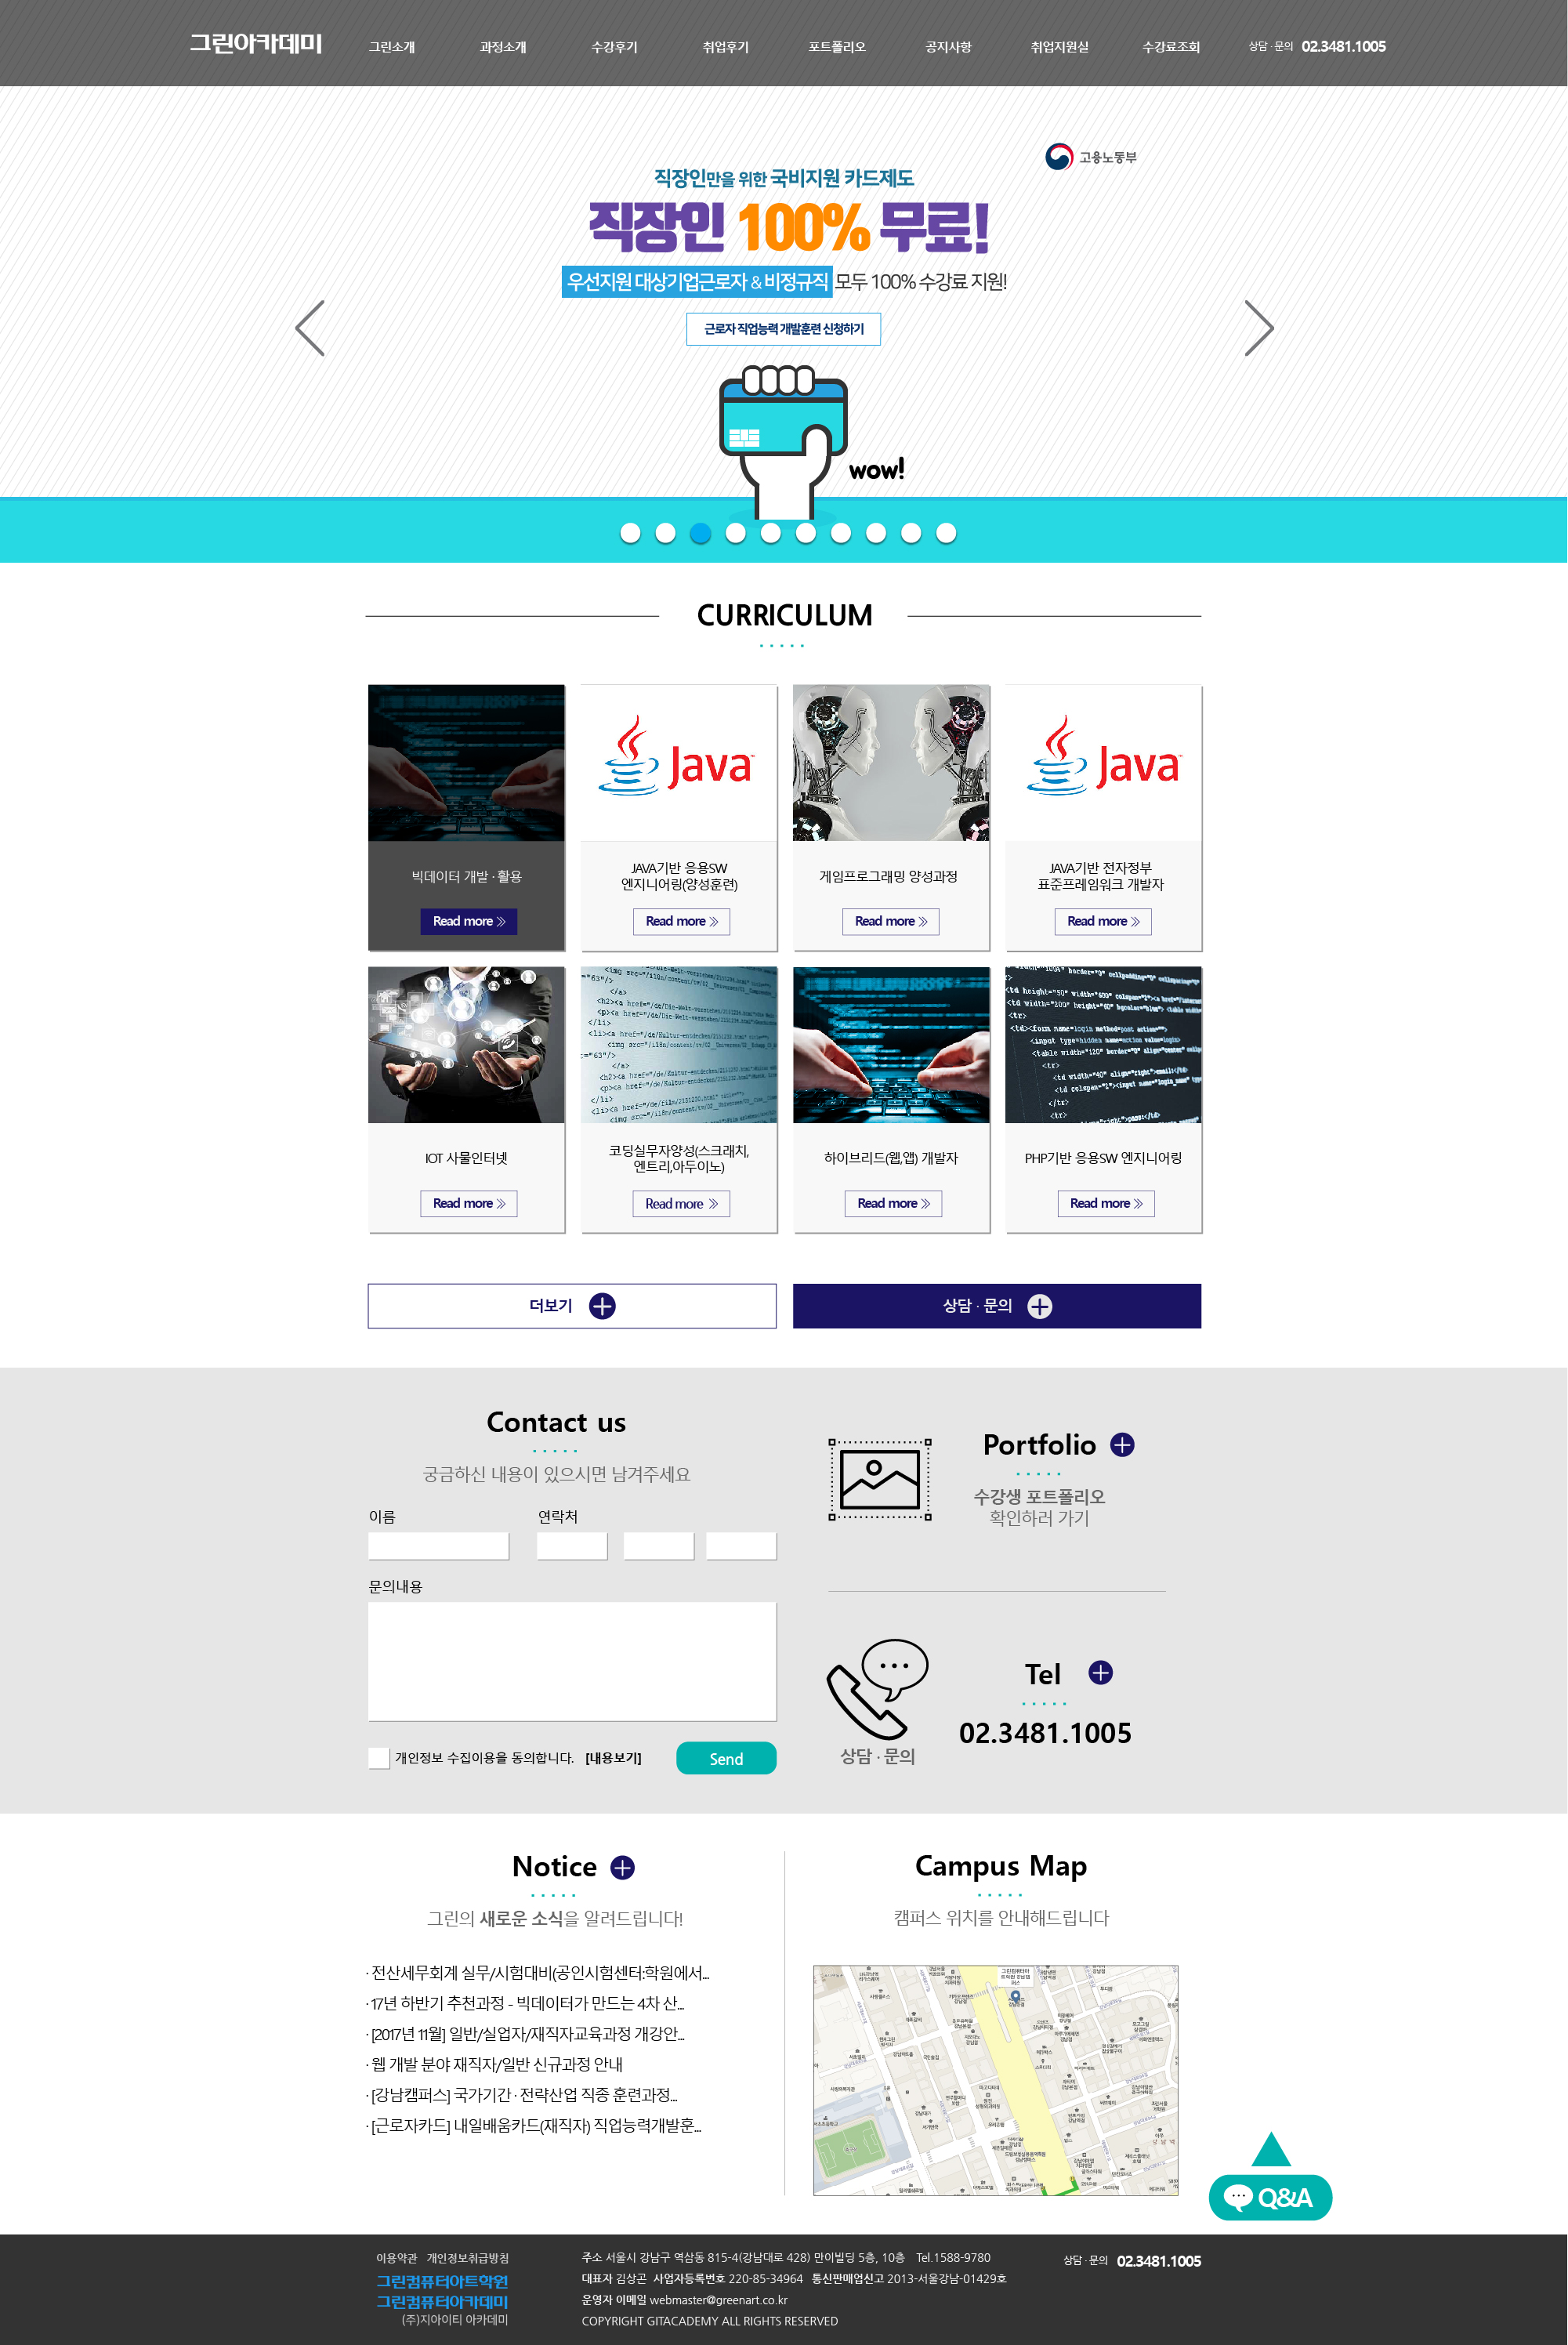 그린아카데미
그린소개 과정소개 수강후기 취업후기 포트폴리오 공지사항 취업지원실 수강료조회 상담 · 문의 02.3481.1005
고용노동부
직장인만을 위한 국비지원 카드제도
직장인 100% 무료!
우선지원 대상기업근로자 & 비정규직 모두 100% 수강료 지원!
근로자 직업능력 개발훈련 신청하기
wow!
CURRICULUM
Java
Java
빅데이터 개발 · 활용
JAVA기반 응용SW
엔지니어링(양성훈련)
게임프로그래밍 양성과정
JAVA기반 전자정부
표준프레임워크 개발자
Read more
Read more
Read more
Read more
IOT 사물인터넷
코딩실무자양성(스크래치,
엔트리,아두이노)
하이브리드(웹,앱) 개발자
PHP기반 응용SW 엔지니어링
Read more
Read more
Read more
Read more
더보기
상담 · 문의
Contact us
궁금하신 내용이 있으시면 남겨주세요
이름
연락처
문의내용
개인정보 수집이용을 동의합니다. [내용보기]
Send
Portfolio
수강생 포트폴리오
확인하러 가기
Tel
02.3481.1005
상담 · 문의
Notice
그린의 새로운 소식을 알려드립니다!
· 전산세무회계 실무/시험대비(공인시험센터:학원에서...
· 17년 하반기 추천과정 - 빅데이터가 만드는 4차 산...
· [2017년 11월] 일반/실업자/재직자교육과정 개강안...
· 웹 개발 분야 재직자/일반 신규과정 안내
· [강남캠퍼스] 국가기간 · 전략산업 직종 훈련과정...
· [근로자카드] 내일배움카드(재직자) 직업능력개발훈...
Campus Map
캠퍼스 위치를 안내해드립니다
Q&A
이용약관 개인정보취급방침
그린컴퓨터아트학원
그린컴퓨터아카데미
(주)지아이티 아카데미
주소 서울시 강남구 역삼동 815-4(강남대로 428) 만이빌딩 5층, 10층 Tel.1588-9780
대표자 김상곤 사업자등록번호 220-85-34964 통신판매업신고 2013-서울강남-01429호
운영자 이메일 webmaster@greenart.co.kr
COPYRIGHT GITACADEMY ALL RIGHTS RESERVED
상담 · 문의 02.3481.1005